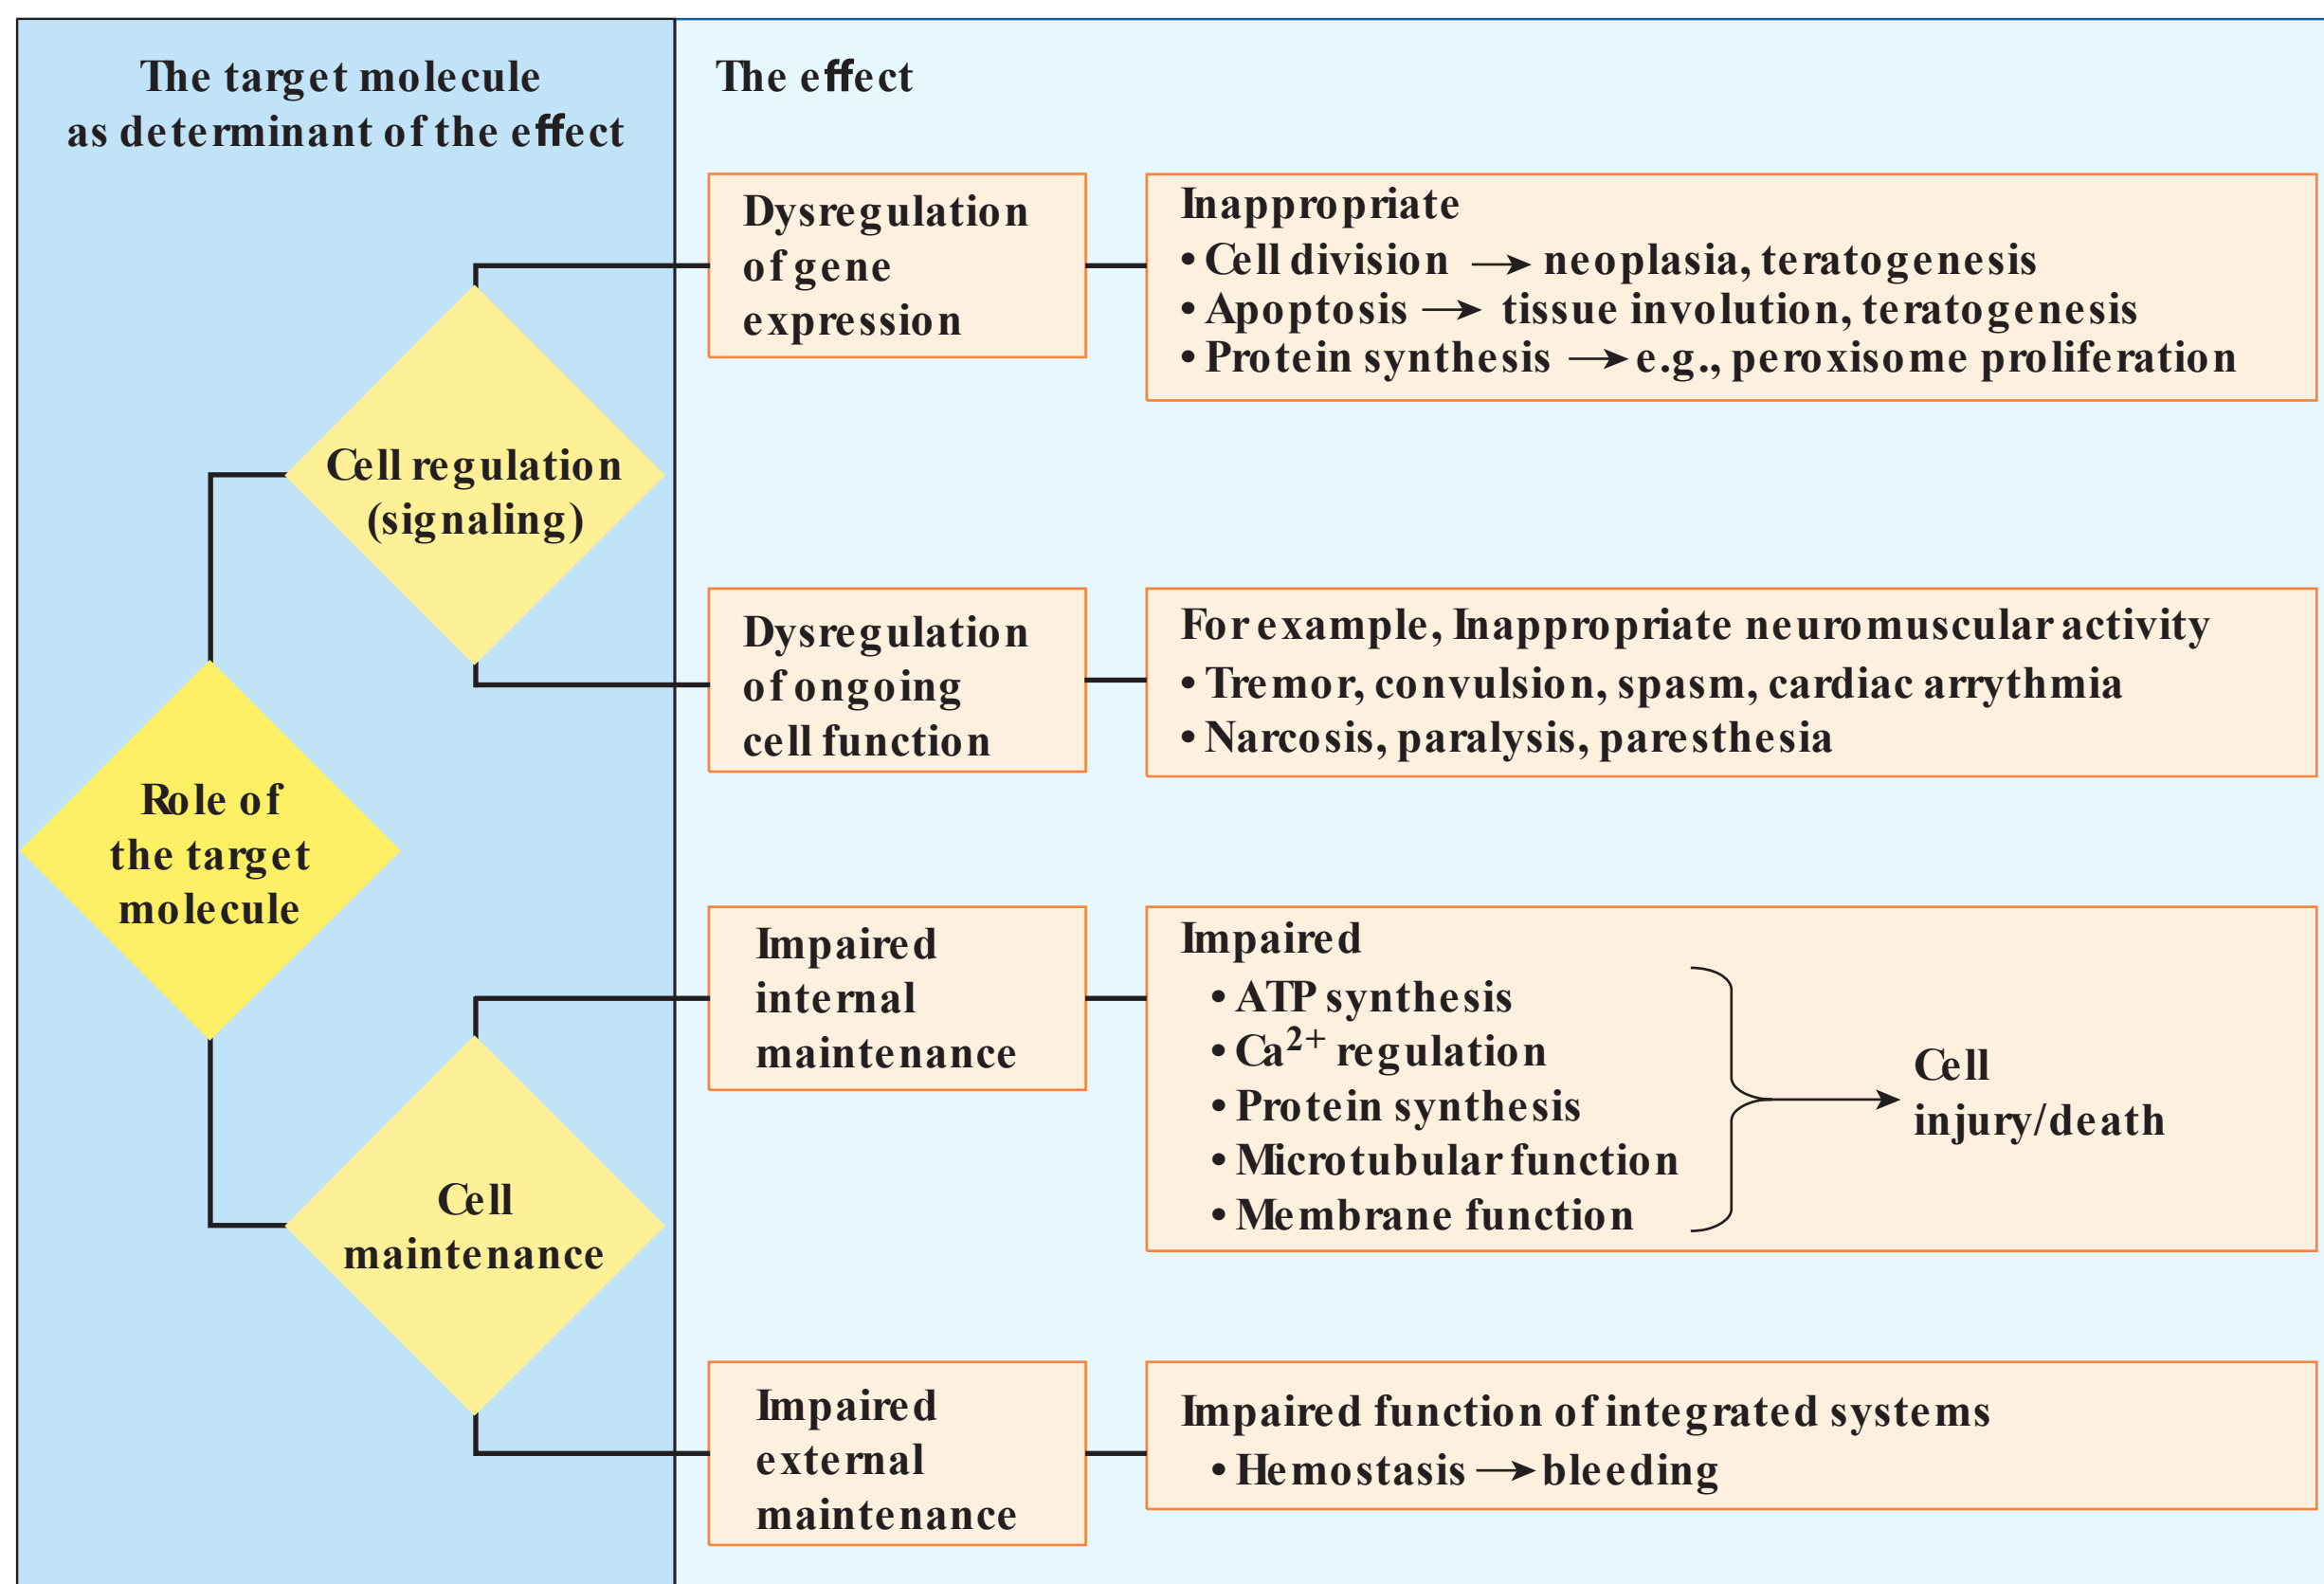 The target molecule
as determinant of the effect
The effect
Dysregulation
of gene
expression
Inappropriate
• Cell division → neoplasia, teratogenesis
• Apoptosis → tissue involution, teratogenesis
• Protein synthesis → e.g., peroxisome proliferation
Cell regulation
(signaling)
Dysregulation
of ongoing
cell function
For example, Inappropriate neuromuscular activity
• Tremor, convulsion, spasm, cardiac arrythmia
• Narcosis, paralysis, paresthesia
Role of
the target
molecule
Impaired
internal
maintenance
Impaired
• ATP synthesis
• Ca²⁺ regulation
• Protein synthesis
• Microtubular function
• Membrane function
Cell
injury/death
Cell
maintenance
Impaired
external
maintenance
Impaired function of integrated systems
• Hemostasis → bleeding